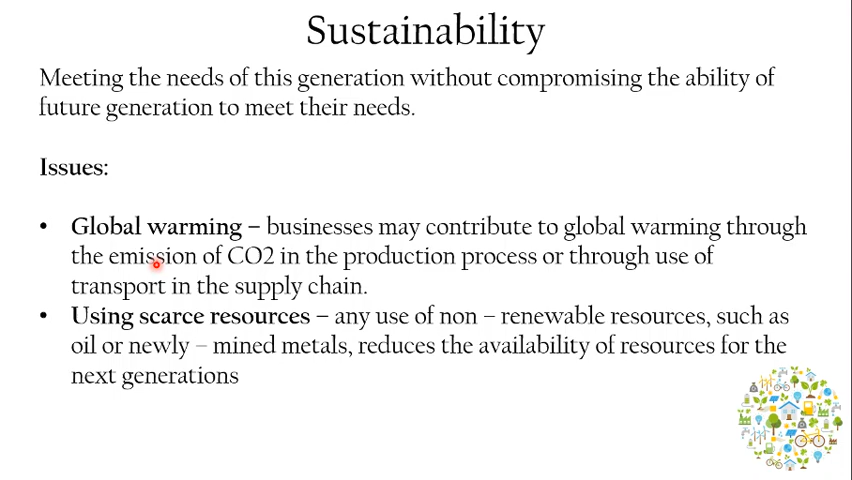 Sustainability
Meeting the needs of this generation without compromising the ability of
future generation to meet their needs.
Issues:
• Global warming – businesses may contribute to global warming through
the emission of CO2 in the production process or through use of
transport in the supply chain.
• Using scarce resources – any use of non – renewable resources, such as
oil or newly – mined metals, reduces the availability of resources for the
next generations